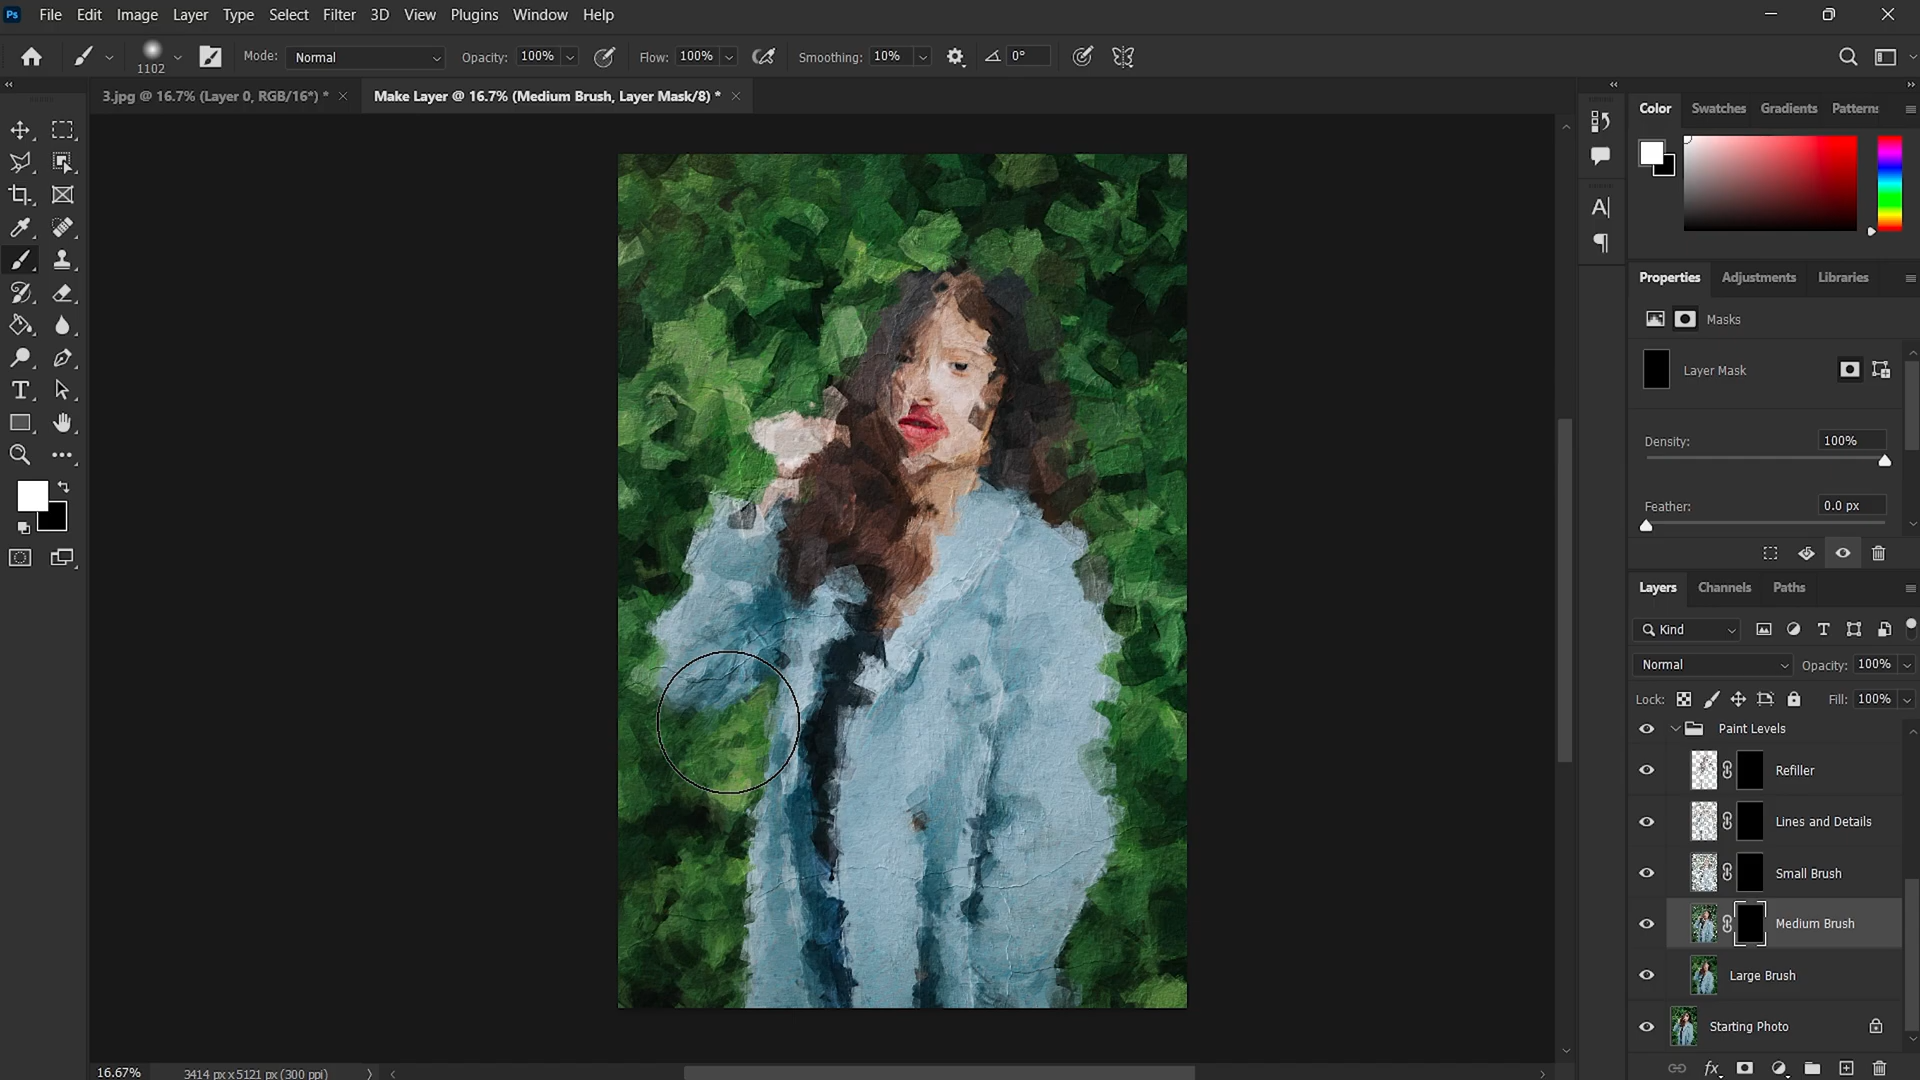 Ps File Edit Image Layer Type Select Filter 3D View Plugins Window Help
1102 Mode: Normal Opacity: 100% Flow: 100% Smoothing: 10% 0°
3.jpg @ 16.7% (Layer 0, RGB/16*) * Make Layer @ 16.7% (Medium Brush, Layer Mask/8) *
Color Swatches Gradients Patterns
Properties Adjustments Libraries
Masks
Layer Mask
Density: 100%
Feather: 0.0 px
Layers Channels Paths
Kind
Normal Opacity: 100%
Lock: Fill: 100%
Paint Levels
Refiller
Lines and Details
Small Brush
Medium Brush
Large Brush
Starting Photo
16.67% 3414 px x 5121 px (300 ppi)